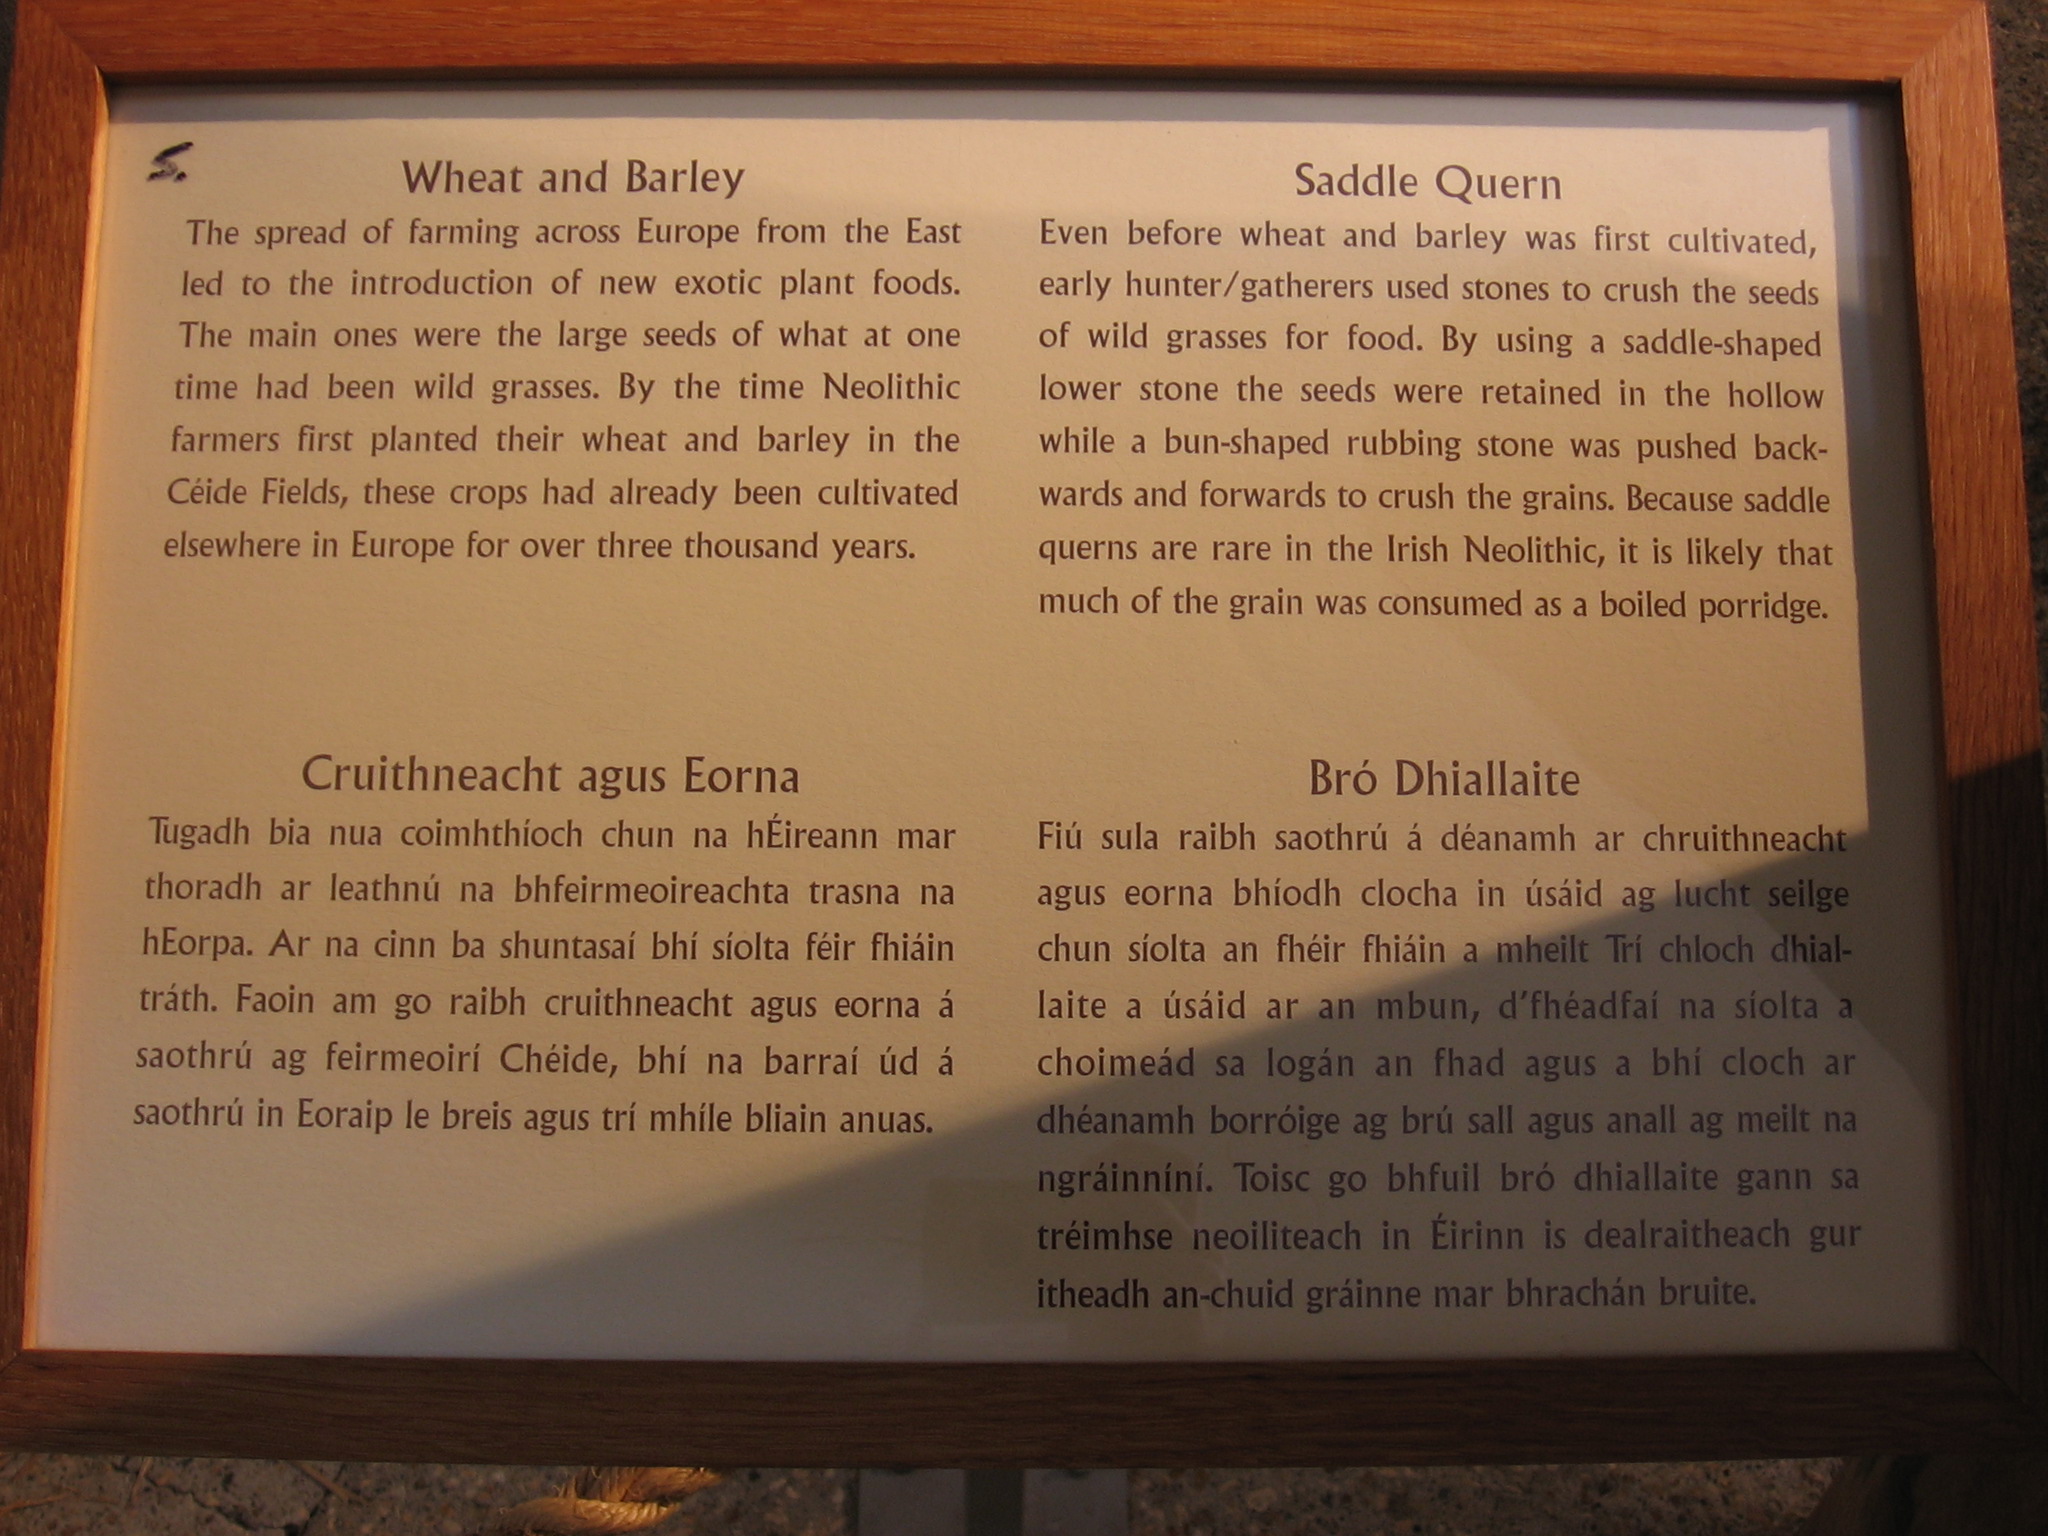 S.
Wheat and Barley
The spread of farming across Europe from the East
led to the introduction of new exotic plant foods.
The main ones were the large seeds of what at one
time had been wild grasses. By the time Neolithic
farmers first planted their wheat and barley in the
Céide Fields, these crops had already been cultivated
elsewhere in Europe for over three thousand years.
Saddle Quern
Even before wheat and barley was first cultivated,
early hunter/gatherers used stones to crush the seeds
of wild grasses for food. By using a saddle-shaped
lower stone the seeds were retained in the hollow
while a bun-shaped rubbing stone was pushed back-
wards and forwards to crush the grains. Because saddle
querns are rare in the Irish Neolithic, it is likely that
much of the grain was consumed as a boiled porridge.
Cruithneacht agus Eorna
Tugadh bia nua coimhthíoch chun na hÉireann mar
thoradh ar leathnú na bhfeirmeoireachta trasna na
hEorpa. Ar na cinn ba shuntasaí bhí síolta féir fhiáin
tráth. Faoin am go raibh cruithneacht agus eorna á
saothrú ag feirmeoirí Chéide, bhí na barraí úd á
saothrú in Eoraip le breis agus trí mhíle bliain anuas.
Bró Dhiallaite
Fiú sula raibh saothrú á déanamh ar chruithneacht
agus eorna bhíodh clocha in úsáid ag lucht seilge
chun síolta an fhéir fhiáin a mheilt Trí chloch dhial-
laite a úsáid ar an mbun, d'fhéadfaí na síolta a
choimeád sa logán an fhad agus a bhí cloch ar
dhéanamh borróige ag brú sall agus anall ag meilt na
ngráinníní. Toisc go bhfuil bró dhiallaite gann sa
tréimhse neoiliteach in Éirinn is dealraitheach gur
itheadh an-chuid gráinne mar bhrachán bruite.